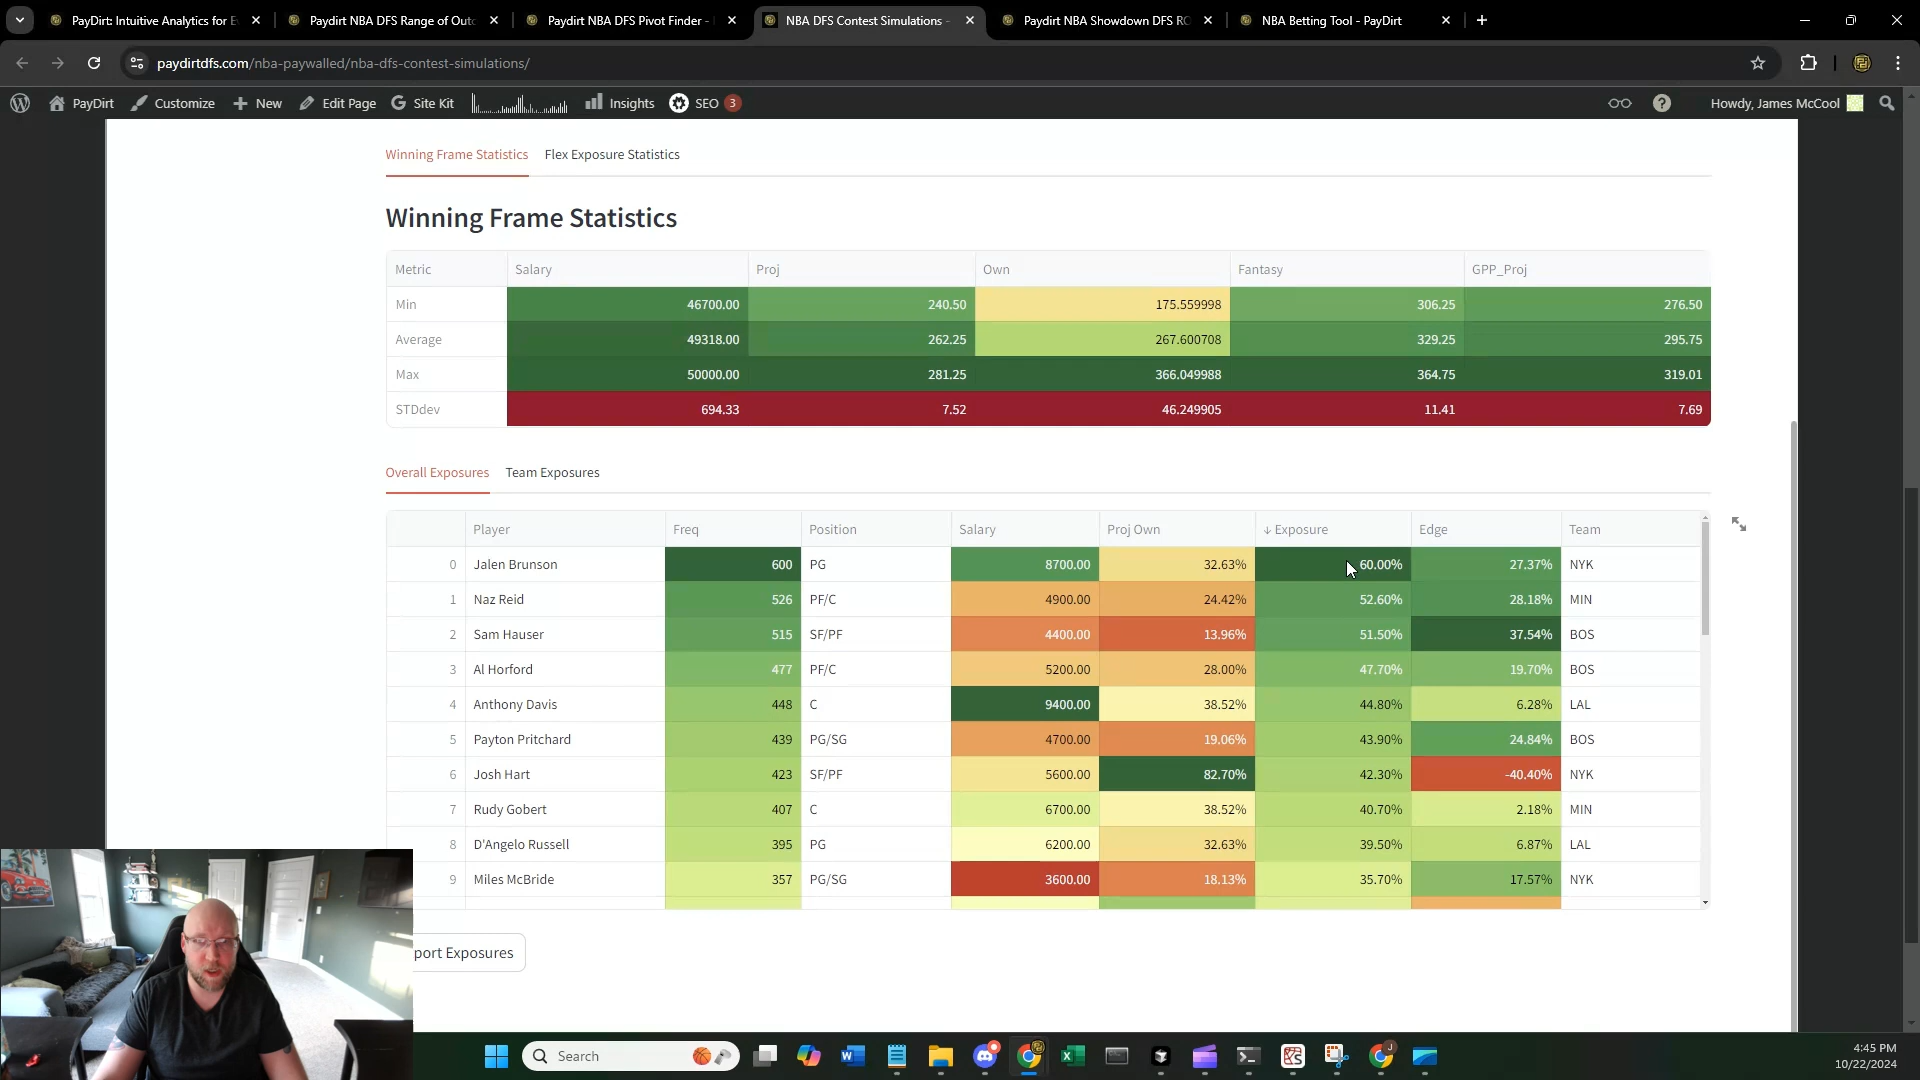 PayDirt: Intuitive Analytics for E
Paydirt NBA DFS Range of Out
Paydirt NBA DFS Pivot Finder -
NBA DFS Contest Simulations -
Paydirt NBA Showdown DFS RO
NBA Betting Tool - PayDirt
paydirtdfs.com/nba-paywalled/nba-dfs-contest-simulations/
PayDirt Customize New Edit Page Site Kit Insights SEO 3 Howdy, James McCool
Winning Frame Statistics Flex Exposure Statistics
Winning Frame Statistics
Metric Salary Proj Own Fantasy GPP_Proj
Min 46700.00 240.50 175.559998 306.25 276.50
Average 49318.00 262.25 267.600708 329.25 295.75
Max 50000.00 281.25 366.049988 364.75 319.01
STDdev 694.33 7.52 46.249905 11.41 7.69
Overall Exposures Team Exposures
Player Freq Position Salary Proj Own ↓ Exposure Edge Team
0 Jalen Brunson 600 PG 8700.00 32.63% 60.00% 27.37% NYK
1 Naz Reid 526 PF/C 4900.00 24.42% 52.60% 28.18% MIN
2 Sam Hauser 515 SF/PF 4400.00 13.96% 51.50% 37.54% BOS
3 Al Horford 477 PF/C 5200.00 28.00% 47.70% 19.70% BOS
4 Anthony Davis 448 C 9400.00 38.52% 44.80% 6.28% LAL
5 Payton Pritchard 439 PG/SG 4700.00 19.06% 43.90% 24.84% BOS
6 Josh Hart 423 SF/PF 5600.00 82.70% 42.30% -40.40% NYK
7 Rudy Gobert 407 C 6700.00 38.52% 40.70% 2.18% MIN
8 D'Angelo Russell 395 PG 6200.00 32.63% 39.50% 6.87% LAL
9 Miles McBride 357 PG/SG 3600.00 18.13% 35.70% 17.57% NYK
port Exposures
Search
4:45 PM
10/22/2024